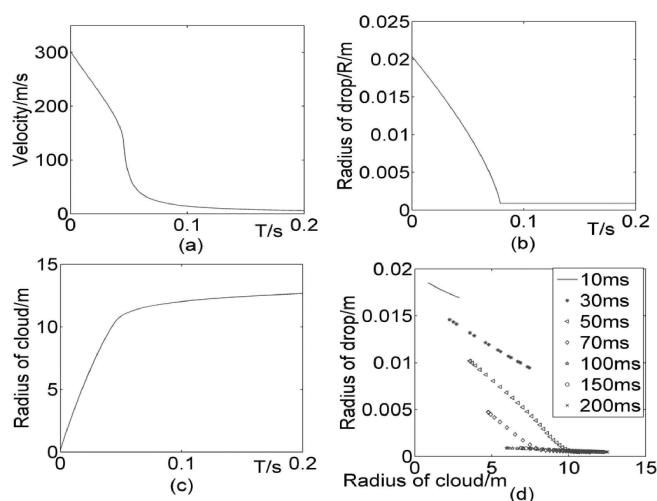 300
200
100
0
Velocity/m/s
0
0.1
T/s
0.2
(a)
0.025
0.02
0.015
0.01
0.005
0
Radius of drop/R/m
0
0.1
T/s
0.2
(b)
15
10
5
0
Radius of cloud/m
0
0.1
T/s
0.2
(c)
0.02
0.015
0.01
0.005
0
Radius of drop/m
0
5
10
15
Radius of cloud/m
(d)
10ms
30ms
50ms
70ms
100ms
150ms
200ms